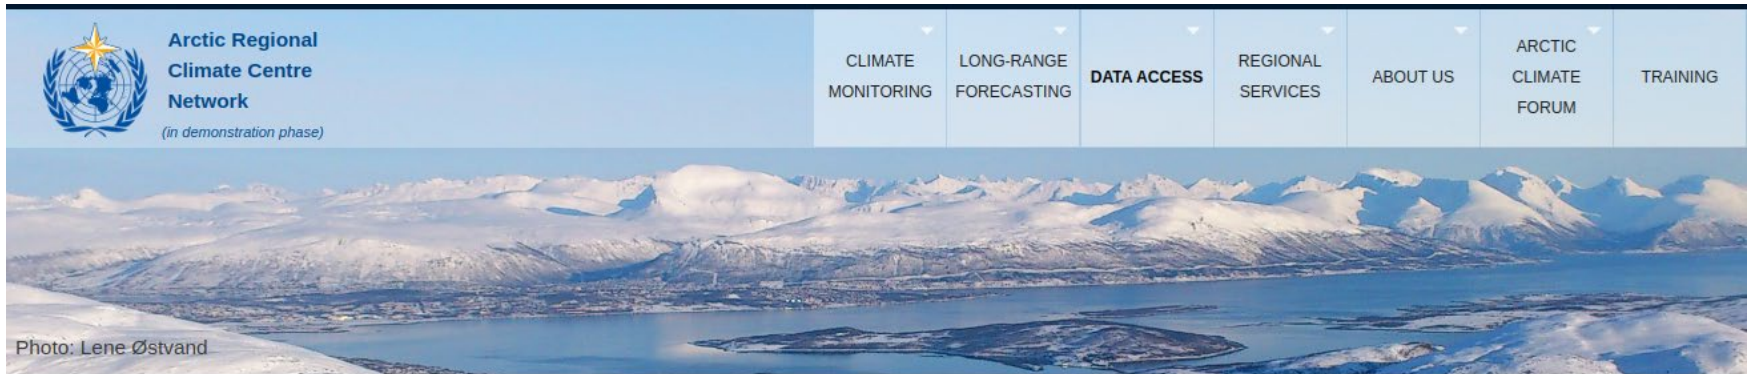 Arctic Regional
Climate Centre
Network
(in demonstration phase)
CLIMATE
MONITORING
LONG-RANGE
FORECASTING
DATA ACCESS
REGIONAL
SERVICES
ABOUT US
ARCTIC
CLIMATE
FORUM
TRAINING
Photo: Lene Østvand